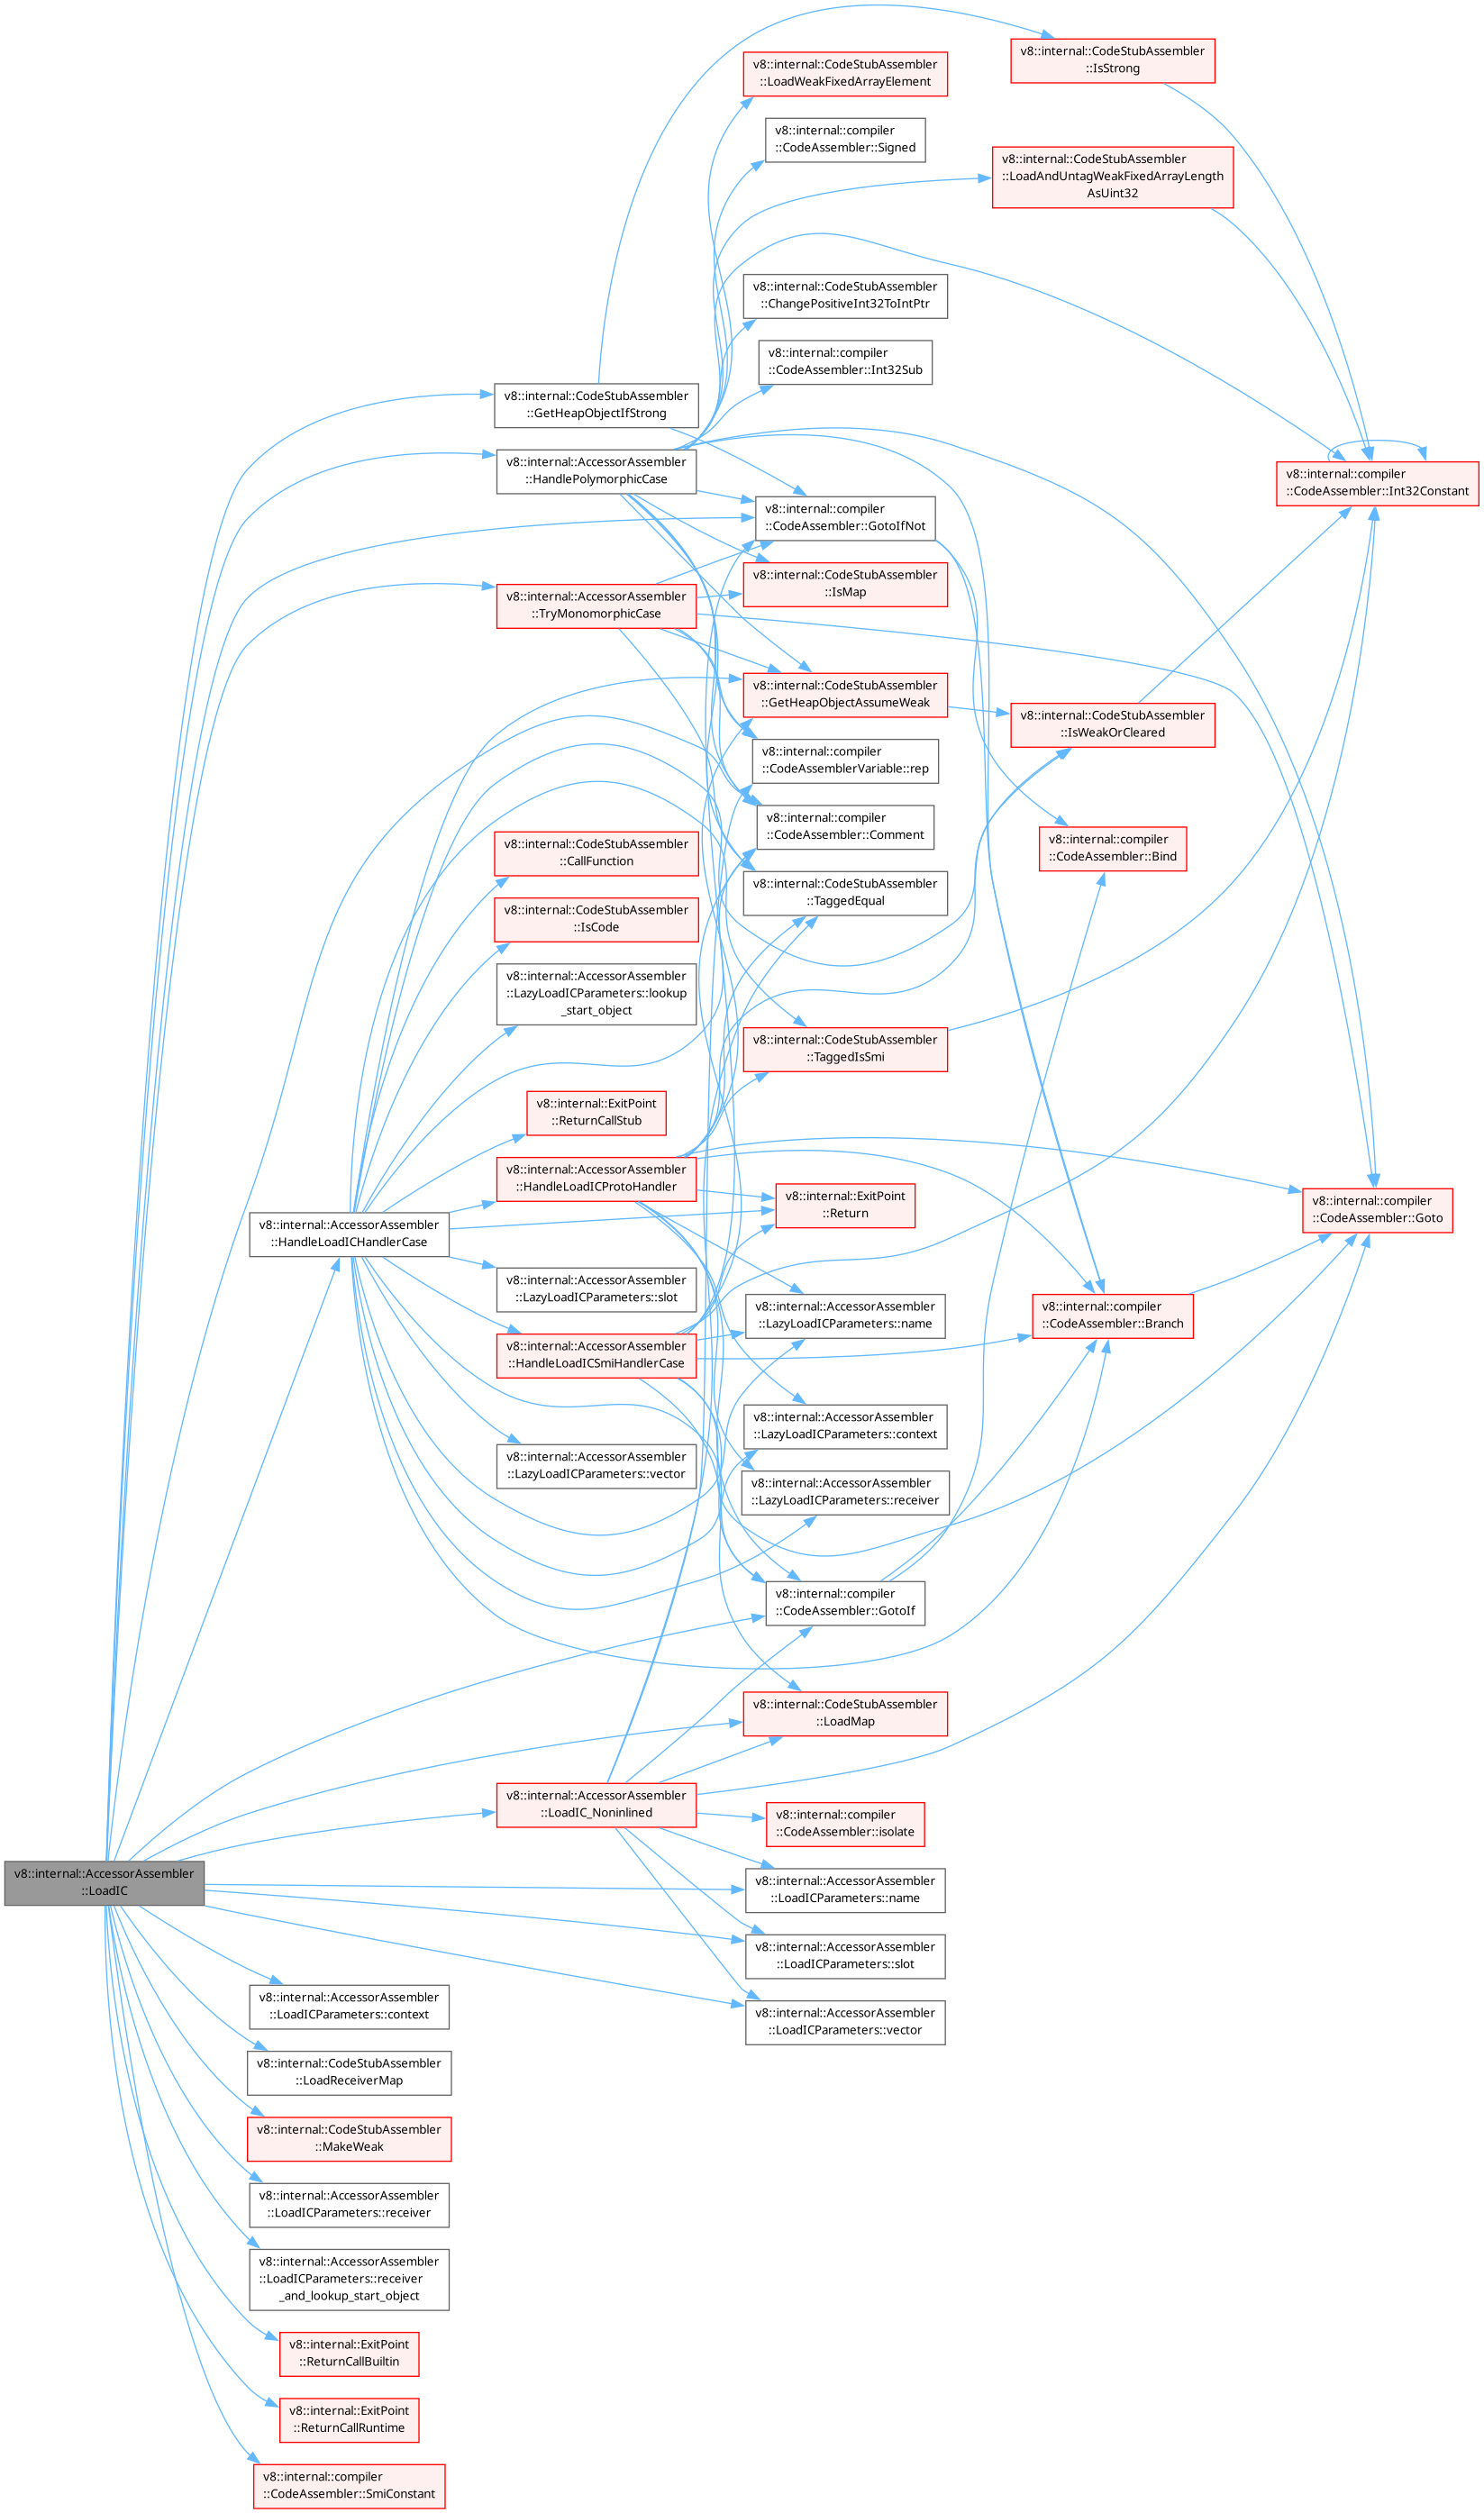 v8::internal::CodeStubAssembler
::IsStrong
v8::internal::CodeStubAssembler
::LoadWeakFixedArrayElement
v8::internal::compiler
::CodeAssembler::Signed
v8::internal::CodeStubAssembler
::LoadAndUntagWeakFixedArrayLength
AsUint32
v8::internal::CodeStubAssembler
::ChangePositiveInt32ToIntPtr
v8::internal::compiler
::CodeAssembler::Int32Sub
v8::internal::CodeStubAssembler
::GetHeapObjectIfStrong
v8::internal::AccessorAssembler
::HandlePolymorphicCase
v8::internal::compiler
::CodeAssembler::Int32Constant
v8::internal::compiler
::CodeAssembler::GotoIfNot
v8::internal::CodeStubAssembler
::IsMap
v8::internal::AccessorAssembler
::TryMonomorphicCase
v8::internal::CodeStubAssembler
::GetHeapObjectAssumeWeak
v8::internal::CodeStubAssembler
::IsWeakOrCleared
v8::internal::compiler
::CodeAssemblerVariable::rep
v8::internal::compiler
::CodeAssembler::Comment
v8::internal::compiler
::CodeAssembler::Bind
v8::internal::CodeStubAssembler
::CallFunction
v8::internal::CodeStubAssembler
::TaggedEqual
v8::internal::CodeStubAssembler
::IsCode
v8::internal::AccessorAssembler
::LazyLoadICParameters::lookup
_start_object
v8::internal::CodeStubAssembler
::TaggedIsSmi
v8::internal::ExitPoint
::ReturnCallStub
v8::internal::AccessorAssembler
::HandleLoadICProtoHandler
v8::internal::ExitPoint
::Return
v8::internal::compiler
::CodeAssembler::Goto
v8::internal::AccessorAssembler
::HandleLoadICHandlerCase
v8::internal::AccessorAssembler
::LazyLoadICParameters::slot
v8::internal::AccessorAssembler
::LazyLoadICParameters::name
v8::internal::compiler
::CodeAssembler::Branch
v8::internal::AccessorAssembler
::HandleLoadICSmiHandlerCase
v8::internal::AccessorAssembler
::LazyLoadICParameters::context
v8::internal::AccessorAssembler
::LazyLoadICParameters::vector
v8::internal::AccessorAssembler
::LazyLoadICParameters::receiver
v8::internal::compiler
::CodeAssembler::GotoIf
v8::internal::CodeStubAssembler
::LoadMap
v8::internal::AccessorAssembler
::LoadIC_Noninlined
v8::internal::compiler
::CodeAssembler::isolate
v8::internal::AccessorAssembler
::LoadIC
v8::internal::AccessorAssembler
::LoadICParameters::name
v8::internal::AccessorAssembler
::LoadICParameters::slot
v8::internal::AccessorAssembler
::LoadICParameters::context
v8::internal::AccessorAssembler
::LoadICParameters::vector
v8::internal::CodeStubAssembler
::LoadReceiverMap
v8::internal::CodeStubAssembler
::MakeWeak
v8::internal::AccessorAssembler
::LoadICParameters::receiver
v8::internal::AccessorAssembler
::LoadICParameters::receiver
_and_lookup_start_object
v8::internal::ExitPoint
::ReturnCallBuiltin
v8::internal::ExitPoint
::ReturnCallRuntime
v8::internal::compiler
::CodeAssembler::SmiConstant